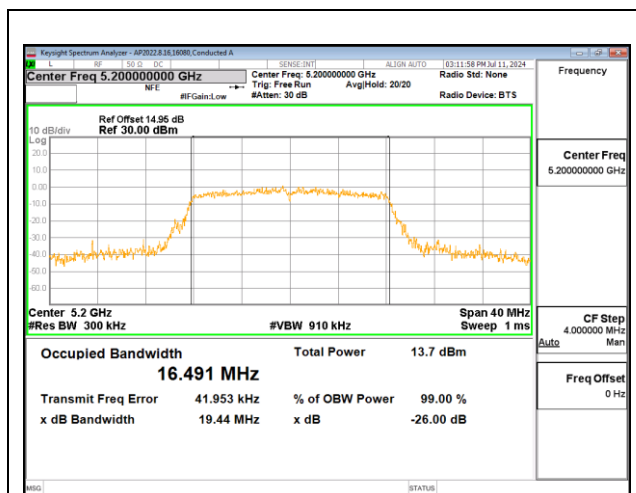 Keysight Spectrum Analyzer - AP2022.8.16,16080,Conducted A
L RF 50 Ω DC SENSE:INT ALIGN AUTO 03:11:58 PM Jul 11, 2024
Center Freq 5.200000000 GHz
NFE
#IFGain:Low
Center Freq: 5.200000000 GHz
Trig: Free Run Avg|Hold: 20/20
#Atten: 30 dB
Radio Std: None
Radio Device: BTS
Frequency
Ref Offset 14.95 dB
10 dB/div Ref 30.00 dBm
Log
20.0
10.0
0.00
-10.0
-20.0
-30.0
-40.0
-50.0
-60.0
Center Freq
5.200000000 GHz
Center 5.2 GHz Span 40 MHz
#Res BW 300 kHz #VBW 910 kHz Sweep 1 ms
CF Step
4.000000 MHz
Auto Man
Occupied Bandwidth Total Power 13.7 dBm
16.491 MHz
Transmit Freq Error 41.953 kHz % of OBW Power 99.00 %
x dB Bandwidth 19.44 MHz x dB -26.00 dB
Freq Offset
0 Hz
MSG STATUS